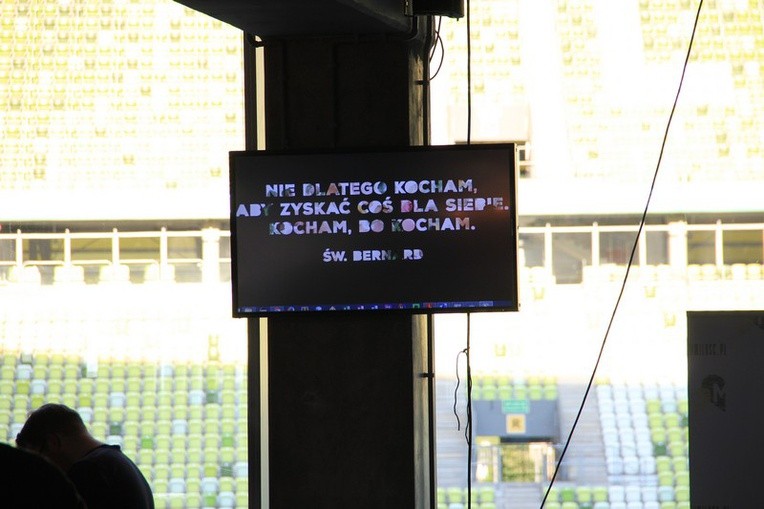 NIE DLATEGO KOCHAM,
ABY ZYSKAĆ COŚ DLA SIEBIE.
KOCHAM, BO KOCHAM.
ŚW. BERNARD
R